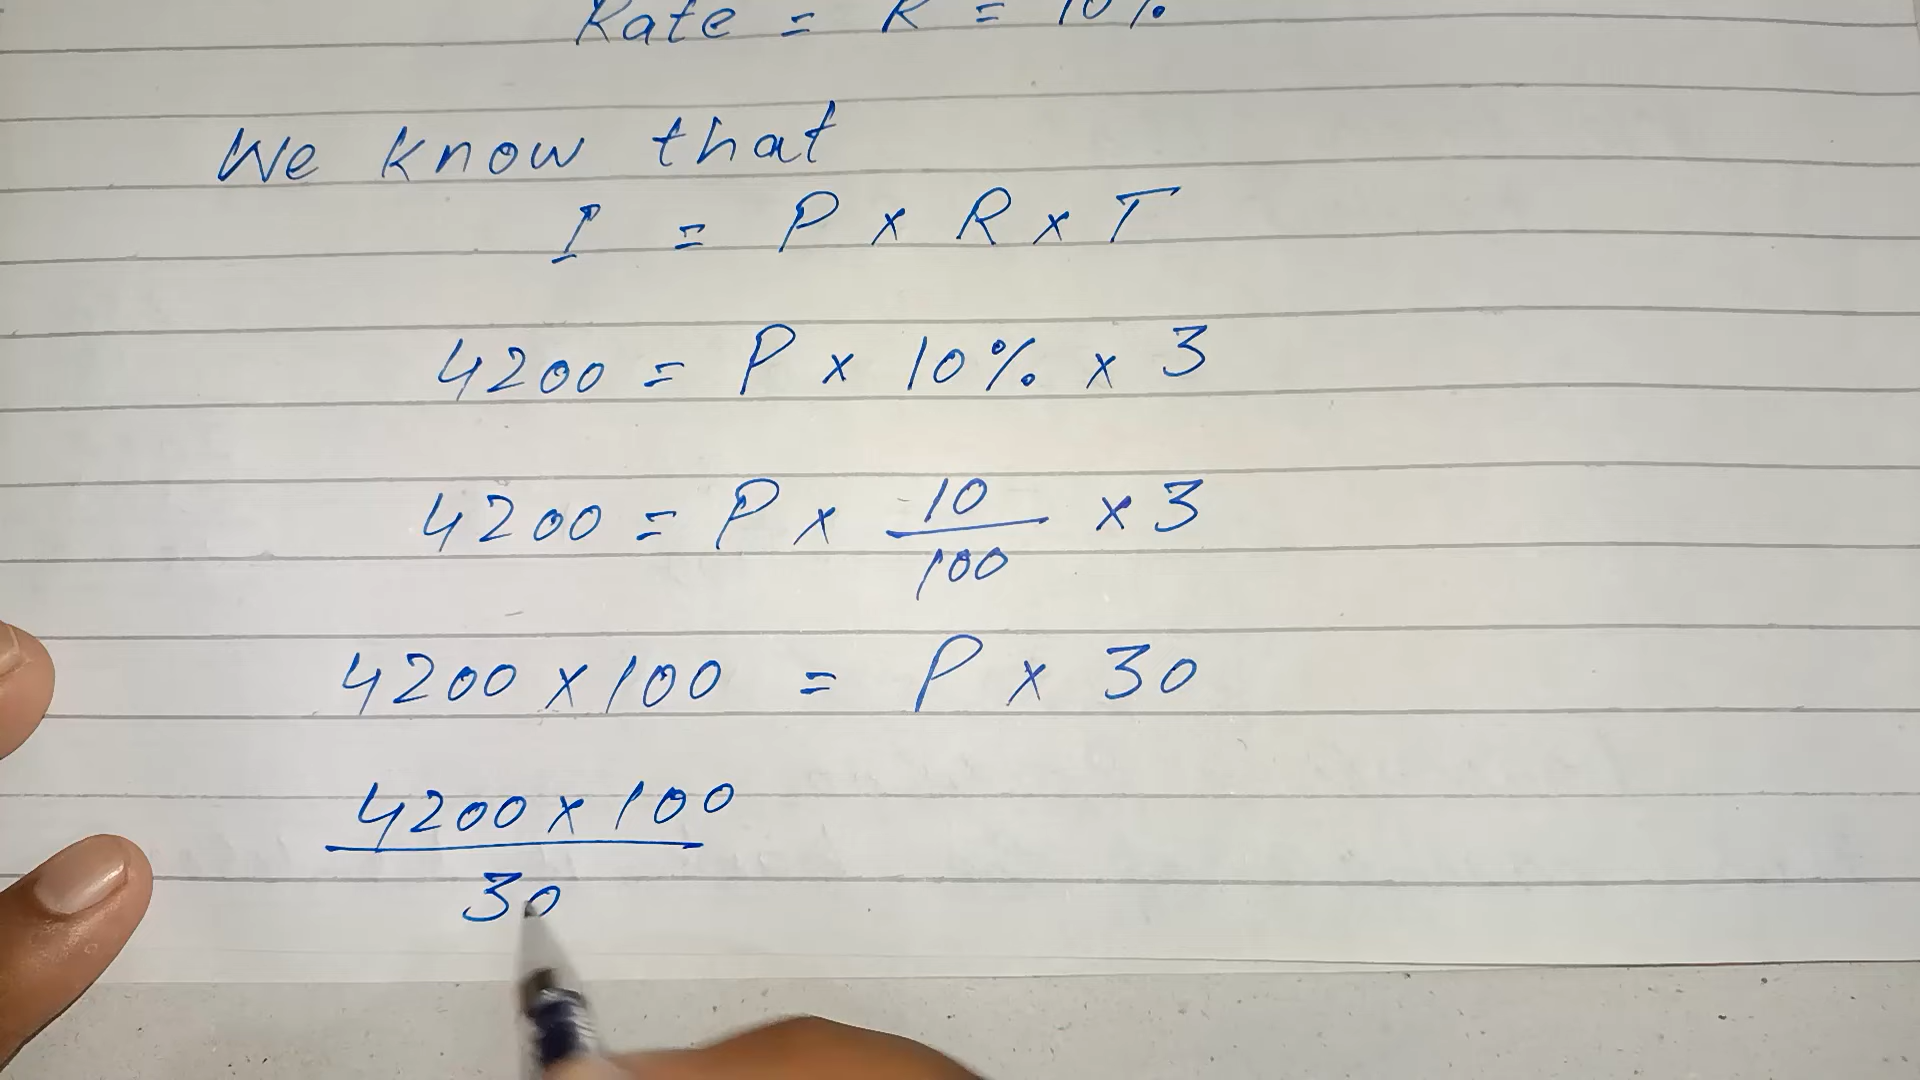 Rate = R = 10%
We know that
I = P x R x T
4200 = P x 10% x 3
4200 = P x 10/100 x 3
4200 x 100 = P x 30
4200 x 100
30